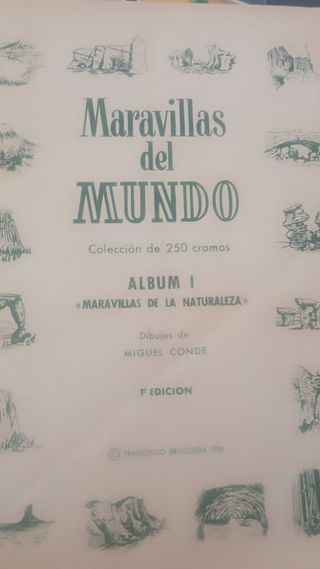 Maravillas
del
MUNDO
Colección de 250 cromos
ALBUM I
«MARAVILLAS DE LA NATURALEZA»
Dibujos de
MIGUEL CONDE
1ª EDICION
© FRANCISCO BRUGUERA 1956